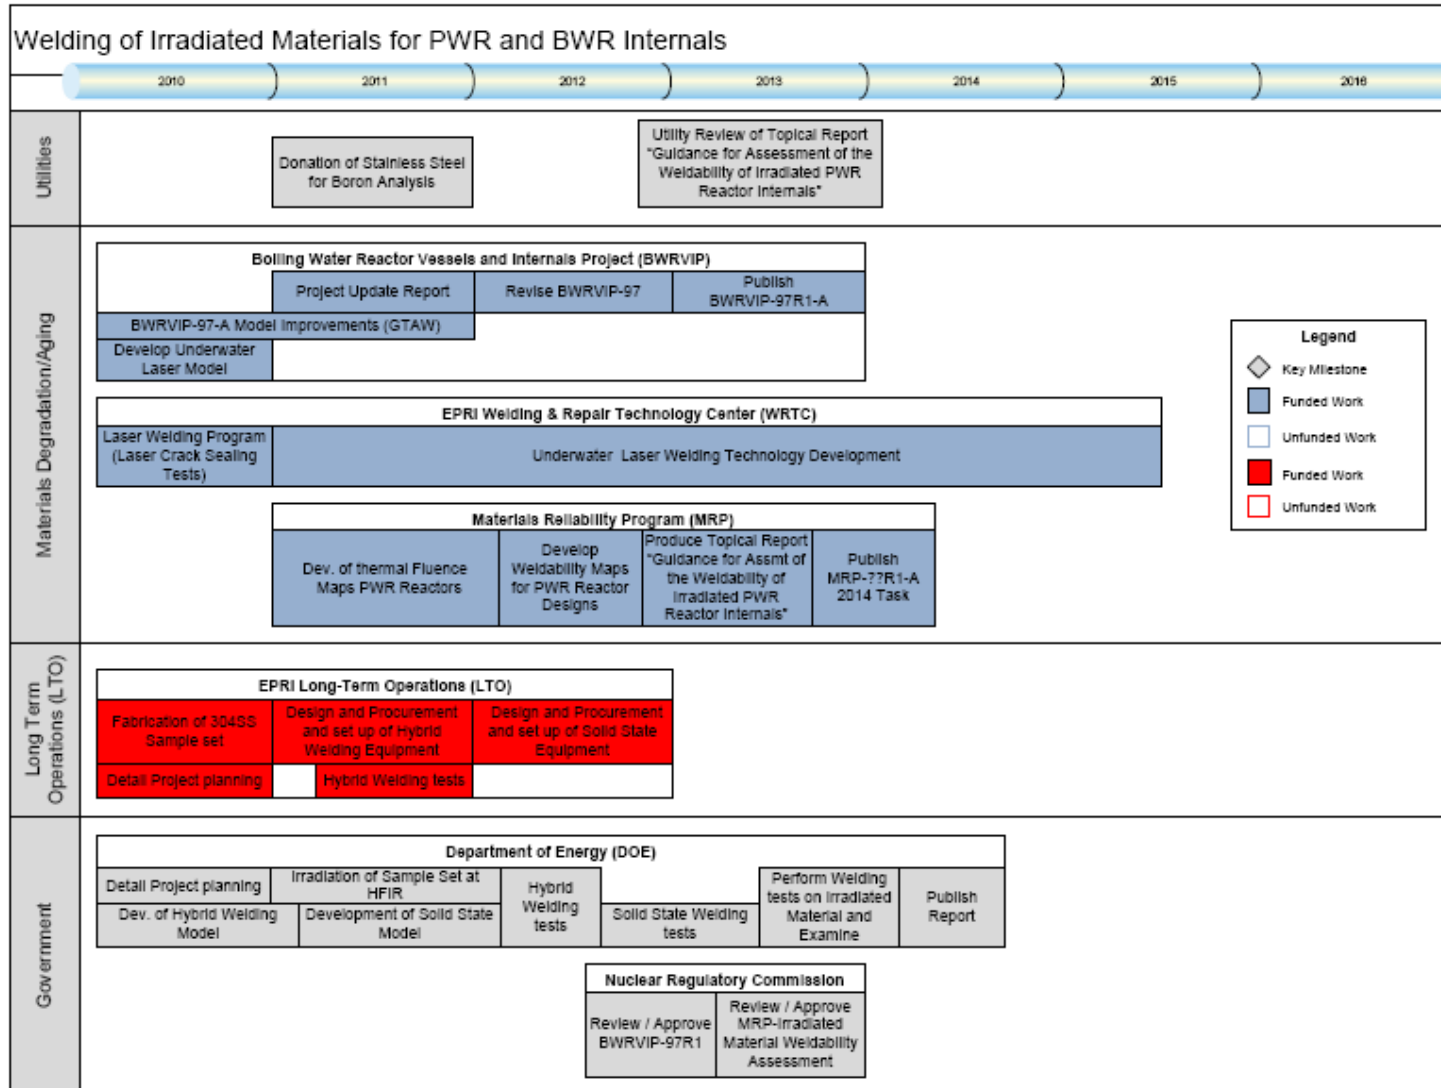 Welding of Irradiated Materials for PWR and BWR Internals
2010
2011
2012
2013
2014
2015
2016
Utilities
Donation of Stainless Steel
for Boron Analysis
Utility Review of Topical Report
"Guidance for Assessment of the
Weldability of Irradiated PWR
Reactor Internals"
Materials Degradation/Aging
Boiling Water Reactor Vessels and Internals Project (BWRVIP)
Project Update Report
Revise BWRVIP-97
Publish
BWRVIP-97R1-A
BWRVIP-97-A Model Improvements (GTAW)
Develop Underwater
Laser Model
EPRI Welding & Repair Technology Center (WRTC)
Laser Welding Program
(Laser Crack Sealing
Tests)
Underwater Laser Welding Technology Development
Materials Reliability Program (MRP)
Dev. of thermal Fluence
Maps PWR Reactors
Develop
Weldability Maps
for PWR Reactor
Designs
Produce Topical Report
"Guidance for Assmt of
the Weldability of
Irradiated PWR
Reactor Internals"
Publish
MRP-??R1-A
2014 Task
Legend
Key Milestone
Funded Work
Unfunded Work
Funded Work
Unfunded Work
Long Term
Operations (LTO)
EPRI Long-Term Operations (LTO)
Fabrication of 304SS
Sample set
Design and Procurement
and set up of Hybrid
Welding Equipment
Design and Procurement
and set up of Solid State
Equipment
Detail Project planning
Hybrid Welding tests
Government
Department of Energy (DOE)
Detail Project planning
Irradiation of Sample Set at
HFIR
Hybrid
Welding
tests
Perform Welding
tests on Irradiated
Material and
Examine
Publish
Report
Dev. of Hybrid Welding
Model
Development of Solid State
Model
Solid State Welding
tests
Nuclear Regulatory Commission
Review / Approve
BWRVIP-97R1
Review / Approve
MRP-Irradiated
Material Weldability
Assessment